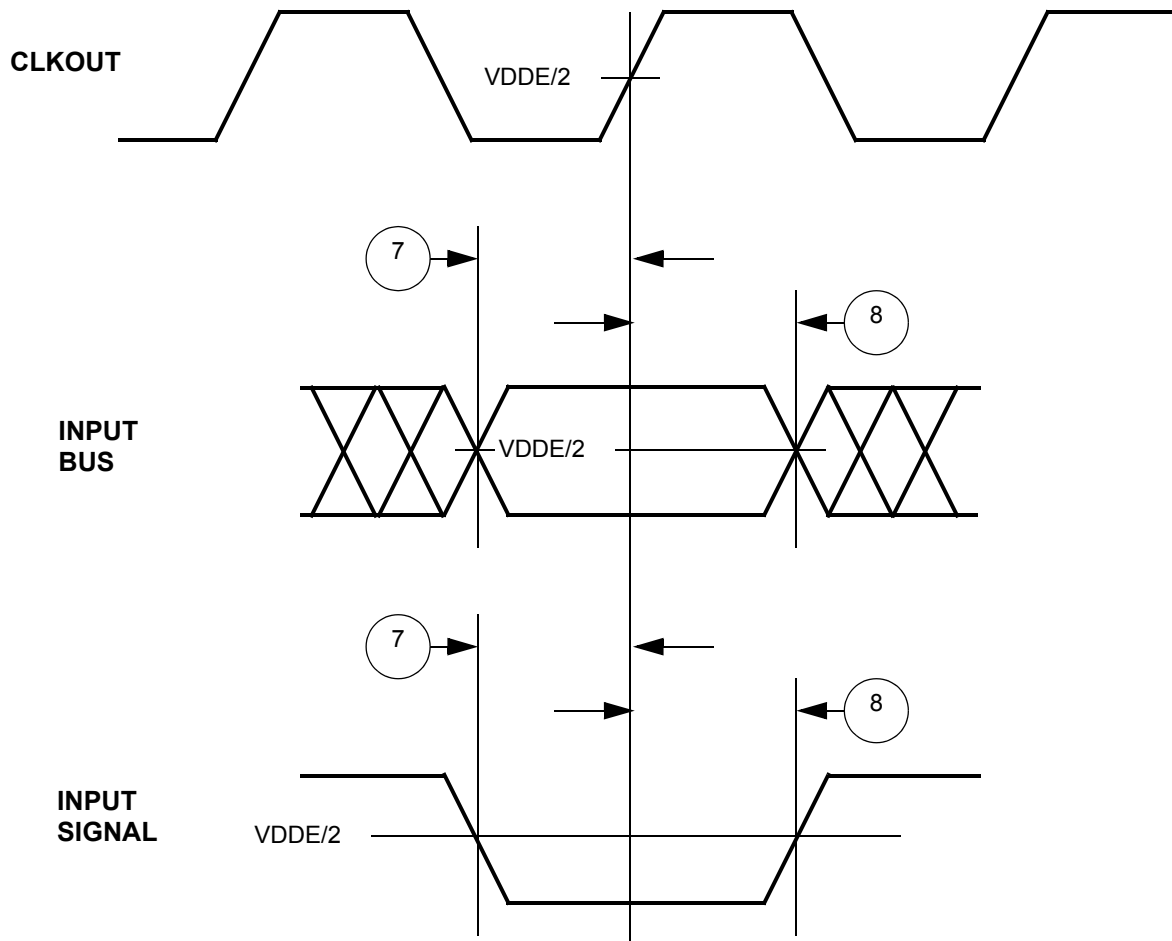 CLKOUT
VDDE/2
7
8
INPUT
BUS
VDDE/2
7
8
INPUT
SIGNAL
VDDE/2